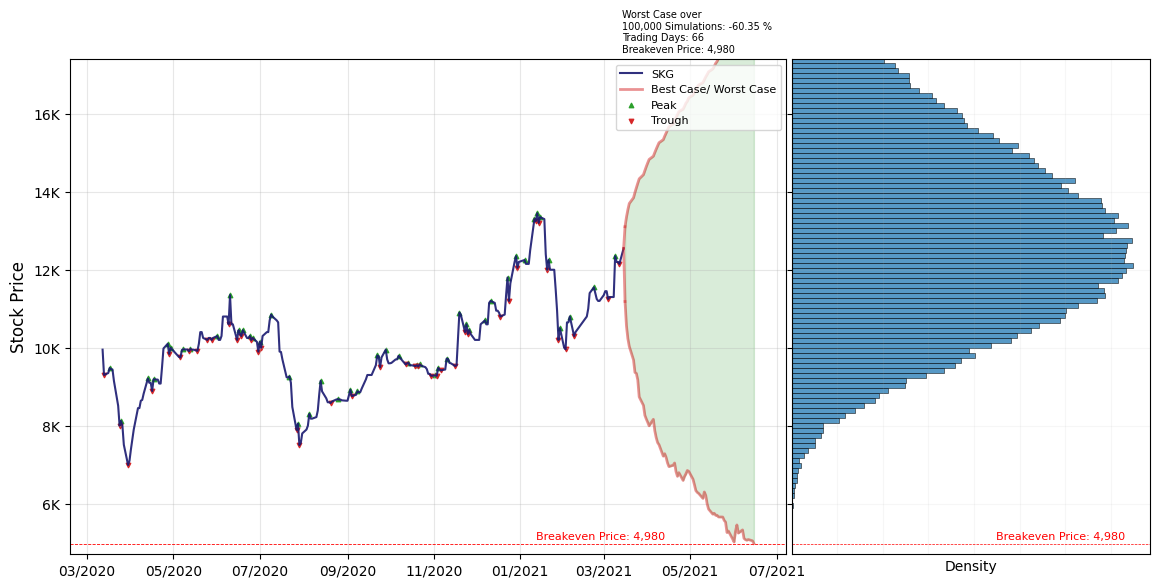 Worst Case over
100,000 Simulations: -60.35 %
Trading Days: 66
Breakeven Price: 4,980
SKG
Best Case/ Worst Case
Peak
Trough
Stock Price
16K
14K
12K
10K
8K
6K
Breakeven Price: 4,980
Breakeven Price: 4,980
03/2020
05/2020
07/2020
09/2020
11/2020
01/2021
03/2021
05/2021
07/2021
Density